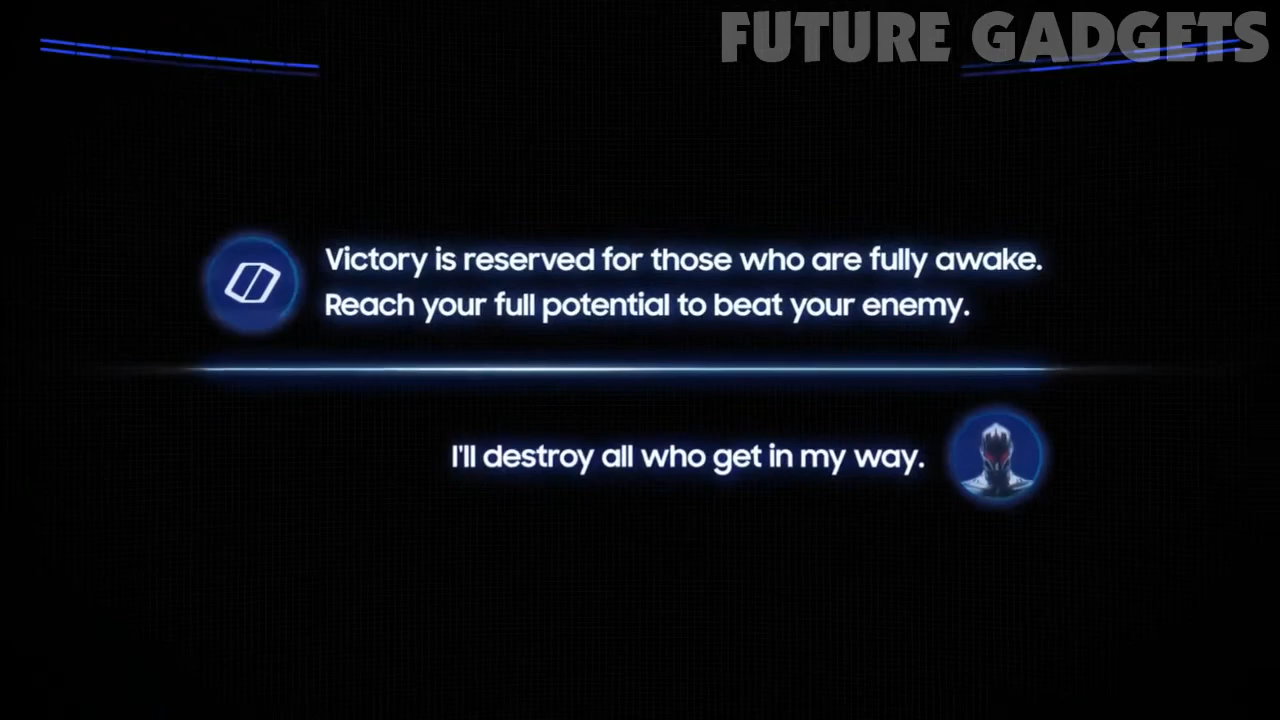 FUTURE GADGETS
Victory is reserved for those who are fully awake.
Reach your full potential to beat your enemy.
I'll destroy all who get in my way.